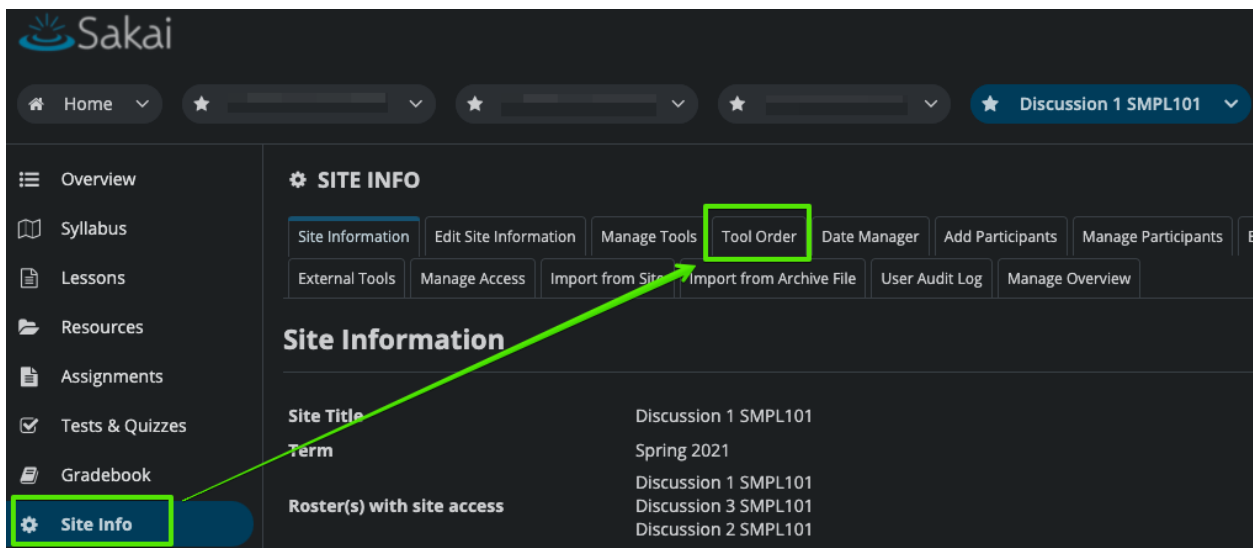 Sakai
Home Discussion 1 SMPL101
Overview
Syllabus
Lessons
Resources
Assignments
Tests & Quizzes
Gradebook
Site Info
SITE INFO
Site Information Edit Site Information Manage Tools Tool Order Date Manager Add Participants Manage Participants
External Tools Manage Access Import from Site Import from Archive File User Audit Log Manage Overview
Site Information
Site Title Discussion 1 SMPL101
Term Spring 2021
Roster(s) with site access Discussion 1 SMPL101
Discussion 3 SMPL101
Discussion 2 SMPL101